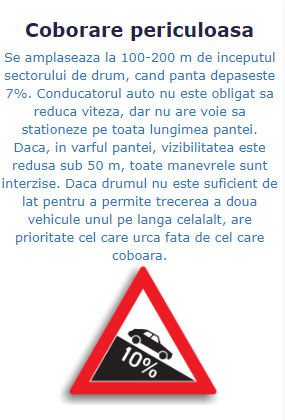 Coborare periculoasa
Se amplaseaza la 100-200 m de inceputul
sectorului de drum, cand panta depaseste
7%. Conducatorul auto nu este obligat sa
reduca viteza, dar nu are voie sa
stationeze pe toata lungimea pantei.
Daca, in varful pantei, vizibilitatea este
redusa sub 50 m, toate manevrele sunt
interzise. Daca drumul nu este suficient de
lat pentru a permite trecerea a doua
vehicule unul pe langa celalalt, are
prioritate cel care urca fata de cel care
coboara.
10%